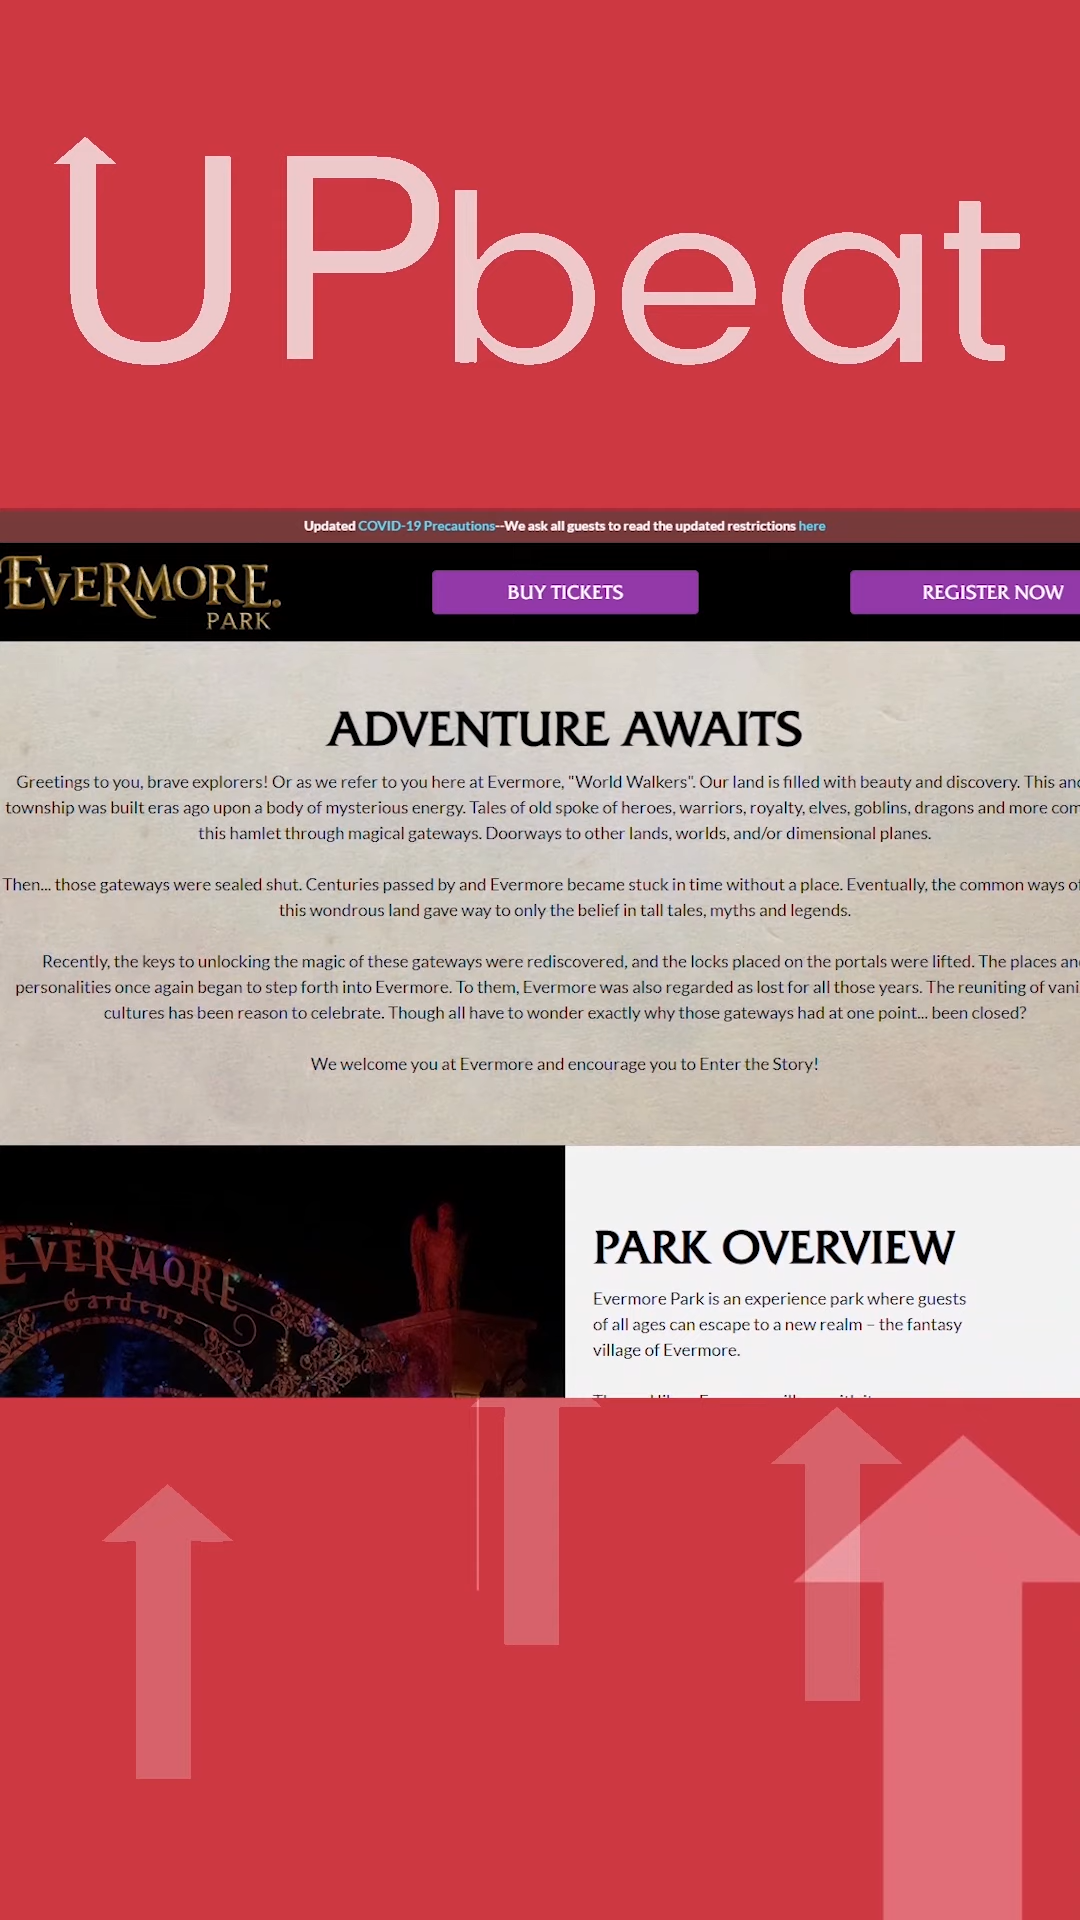 UPbeat
Updated COVID-19 Precautions--We ask all guests to read the updated restrictions here
EVERMORE PARK
BUY TICKETS
REGISTER NOW
ADVENTURE AWAITS
Greetings to you, brave explorers! Or as we refer to you here at Evermore, "World Walkers". Our land is filled with beauty and discovery. This
township was built eras ago upon a body of mysterious energy. Tales of old spoke of heroes, warriors, royalty, elves, goblins, dragons and more
this hamlet through magical gateways. Doorways to other lands, worlds, and/or dimensional planes.
Then... those gateways were sealed shut. Centuries passed by and Evermore became stuck in time without a place. Eventually, the common ways
this wondrous land gave way to only the belief in tall tales, myths and legends.
Recently, the keys to unlocking the magic of these gateways were rediscovered, and the locks placed on the portals were lifted. The places
personalities once again began to step forth into Evermore. To them, Evermore was also regarded as lost for all those years. The reuniting of
cultures has been reason to celebrate. Though all have to wonder exactly why those gateways had at one point... been closed?
We welcome you at Evermore and encourage you to Enter the Story!
EVERMORE
Gardens
PARK OVERVIEW
Evermore Park is an experience park where guests
of all ages can escape to a new realm – the fantasy
village of Evermore.